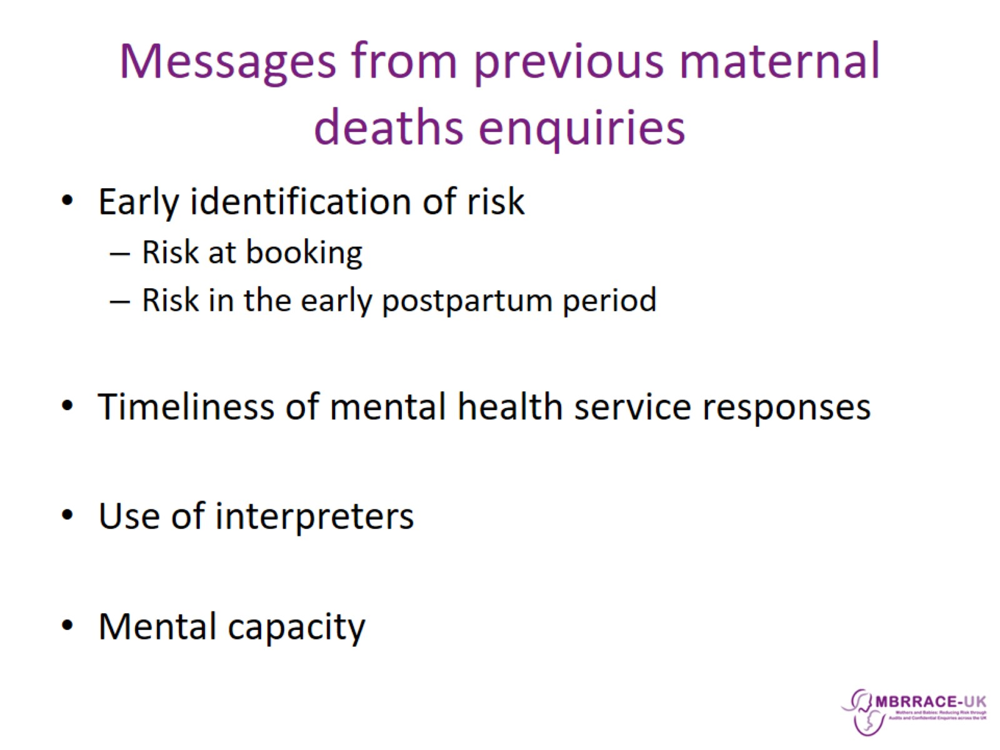 Messages from previous maternal
deaths enquiries
• Early identification of risk
– Risk at booking
– Risk in the early postpartum period
• Timeliness of mental health service responses
• Use of interpreters
• Mental capacity
MBRRACE-UK
Mothers and Babies: Reducing Risk through
Audits and Confidential Enquiries across the UK